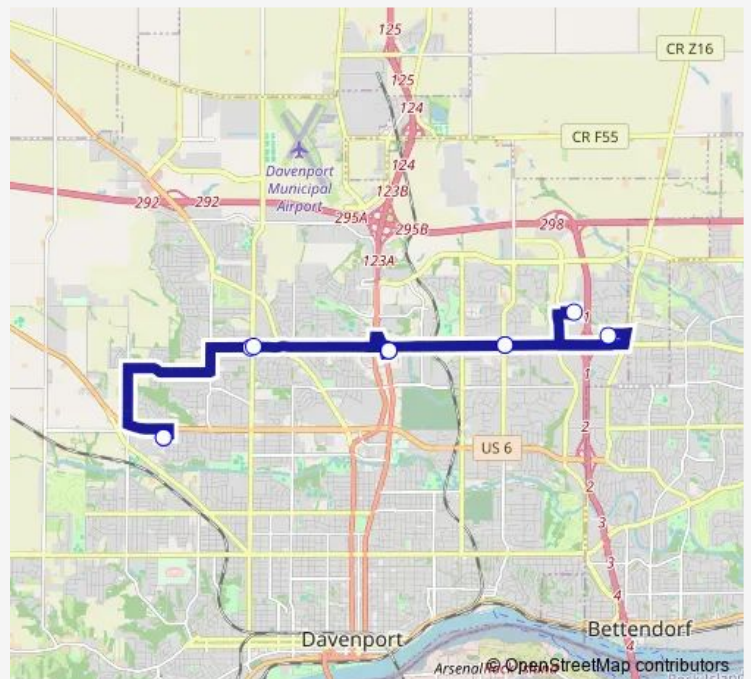 125
CR Z16
125
124
CR F55
124
Davenport
Municipal
Airport
123B
292
292
295A
295B
298
123A
1
1
2
US 6
2
3
3
4
Davenport
Bettendorf
4
© OpenStreetMap contributors